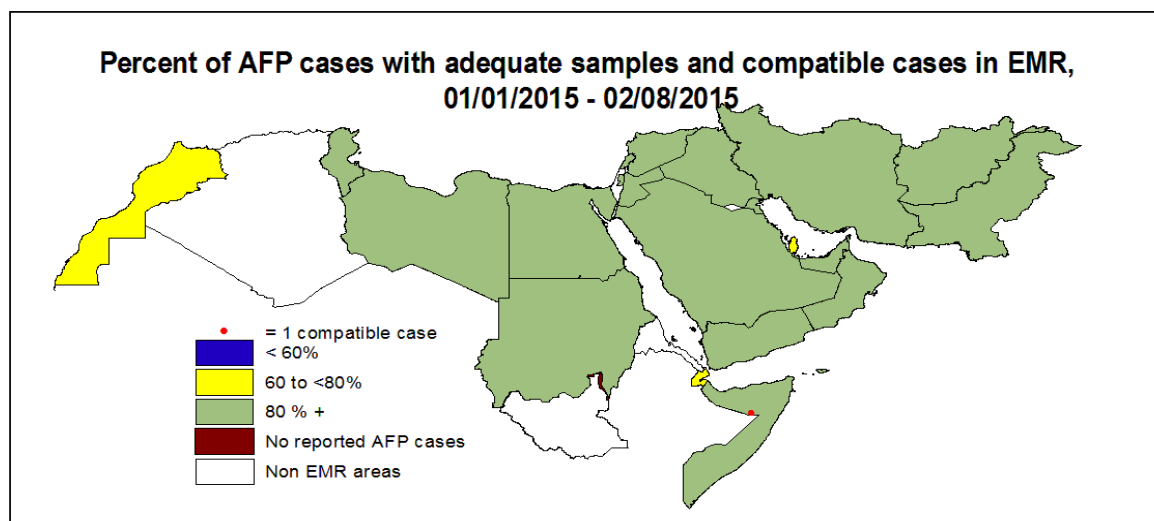 Percent of AFP cases with adequate samples and compatible cases in EMR,
01/01/2015 - 02/08/2015
= 1 compatible case
< 60%
60 to <80%
80 % +
No reported AFP cases
Non EMR areas